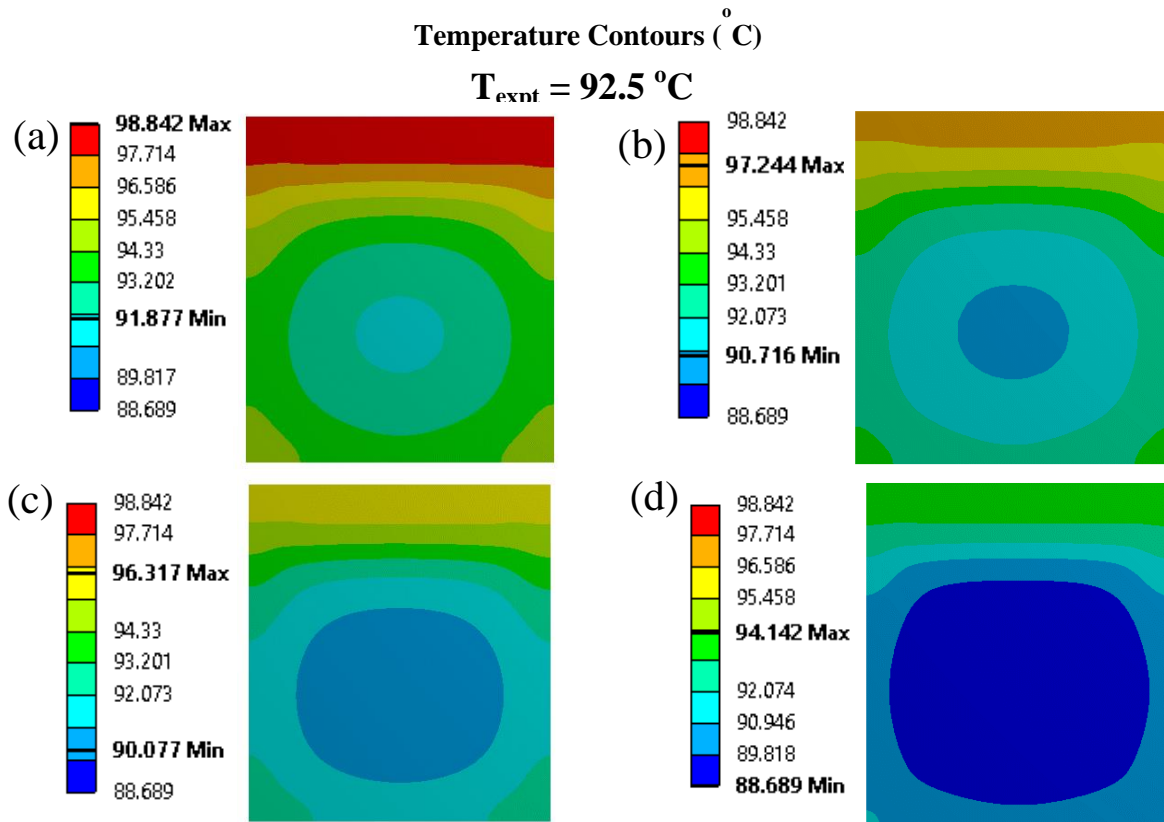 Temperature Contours (°C)
T_expt = 92.5 °C
(a)
98.842 Max
97.714
96.586
95.458
94.33
93.202
91.877 Min
89.817
88.689
(b)
98.842
97.244 Max
95.458
94.33
93.201
92.073
90.716 Min
88.689
(c)
98.842
97.714
96.317 Max
94.33
93.201
92.073
90.077 Min
88.689
(d)
98.842
97.714
96.586
95.458
94.142 Max
92.074
90.946
89.818
88.689 Min